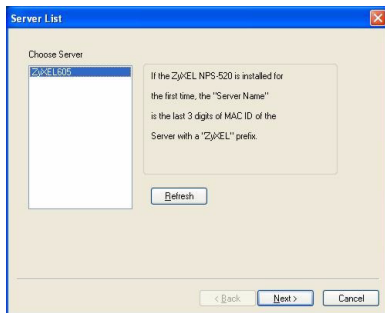 Server List
Choose Server
ZyXEL605
If the ZyXEL NPS-520 is installed for
the first time, the "Server Name"
is the last 3 digits of MAC ID of the
Server with a "ZyXEL" prefix.
Refresh
< Back
Next >
Cancel